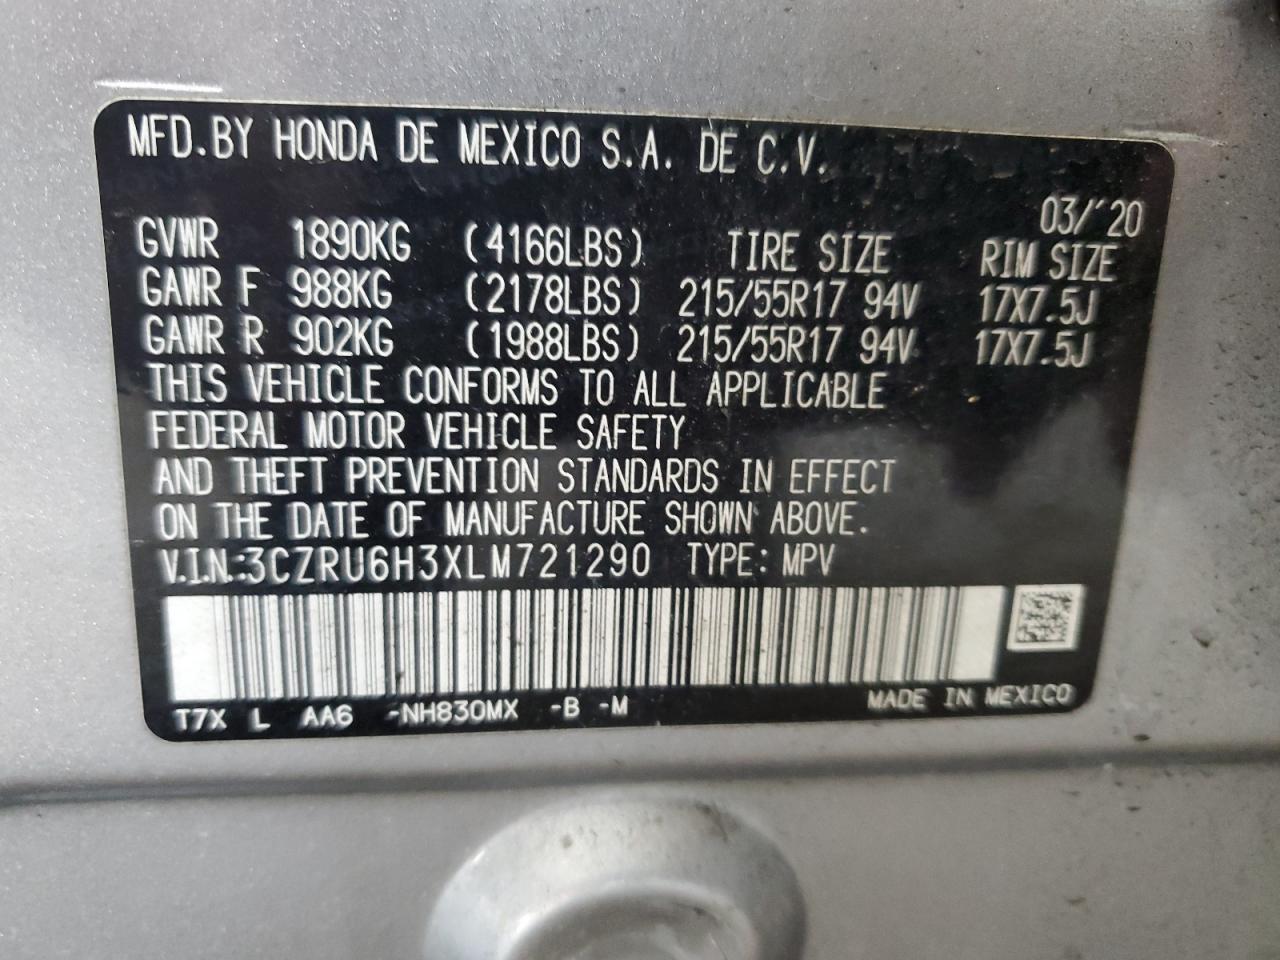 MFD.BY HONDA DE MEXICO S.A. DE C.V.
03/'20
GVWR 1890KG (4166LBS) TIRE SIZE RIM SIZE
GAWR F 988KG (2178LBS) 215/55R17 94V 17X7.5J
GAWR R 902KG (1988LBS) 215/55R17 94V 17X7.5J
THIS VEHICLE CONFORMS TO ALL APPLICABLE
FEDERAL MOTOR VEHICLE SAFETY
AND THEFT PREVENTION STANDARDS IN EFFECT
ON THE DATE OF MANUFACTURE SHOWN ABOVE.
V.I.N.:3CZRU6H3XLM721290 TYPE: MPV
T7X L AA6 -NH830MX -B -M MADE IN MEXICO